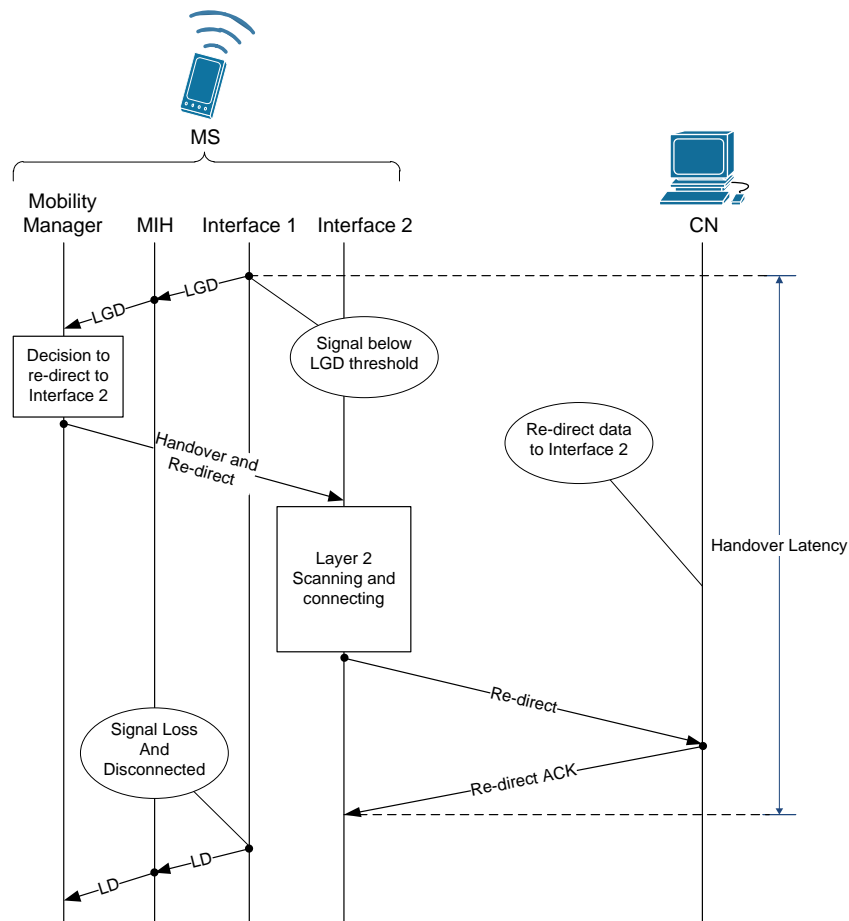 MS
Mobility
Manager
MIH
Interface 1
Interface 2
CN
LGD
LGD
Signal below
LGD threshold
Decision to
re-direct to
Interface 2
Re-direct data
to Interface 2
Handover and
Re-direct
Layer 2
Scanning and
connecting
Handover Latency
Re-direct
Signal Loss
And
Disconnected
Re-direct ACK
LD
LD